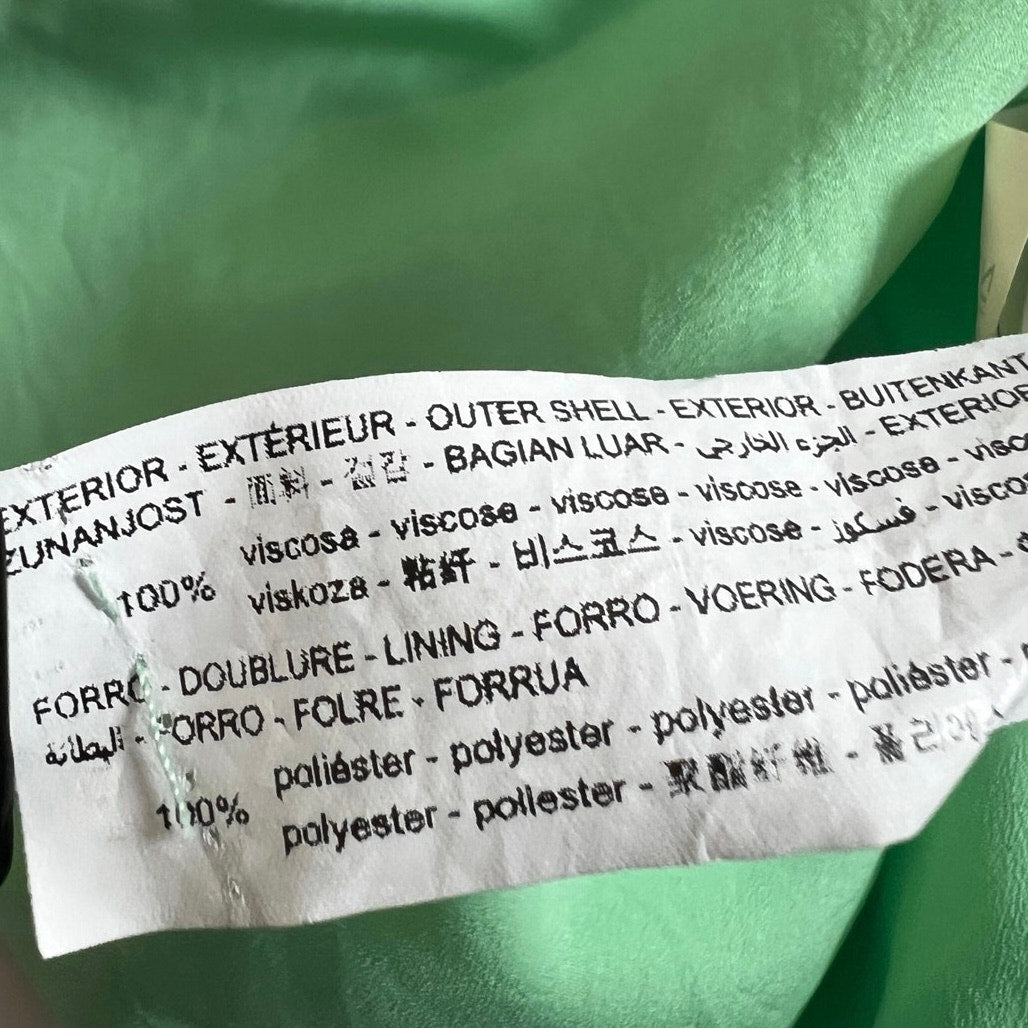 EXTERIOR - EXTÉRIEUR - OUTER SHELL - EXTERIOR - BUITENKANT
ZUNANJOST - 面料 - 겉감 - BAGIAN LUAR - الجزء الخارجي - EXTERIOR
viscosa - viscose - viscose - viscose - viscose -
100% viskoza - 粘纤 - 비스코스 - viscose - فسكوز -
FORRO - DOUBLURE - LINING - FORRO - VOERING - FODERA -
البطانة - FORRO - FOLRE - FORRUA
poliéster - polyester - polyester - poliéster -
100% polyester - poliester - 聚酯纤维 -